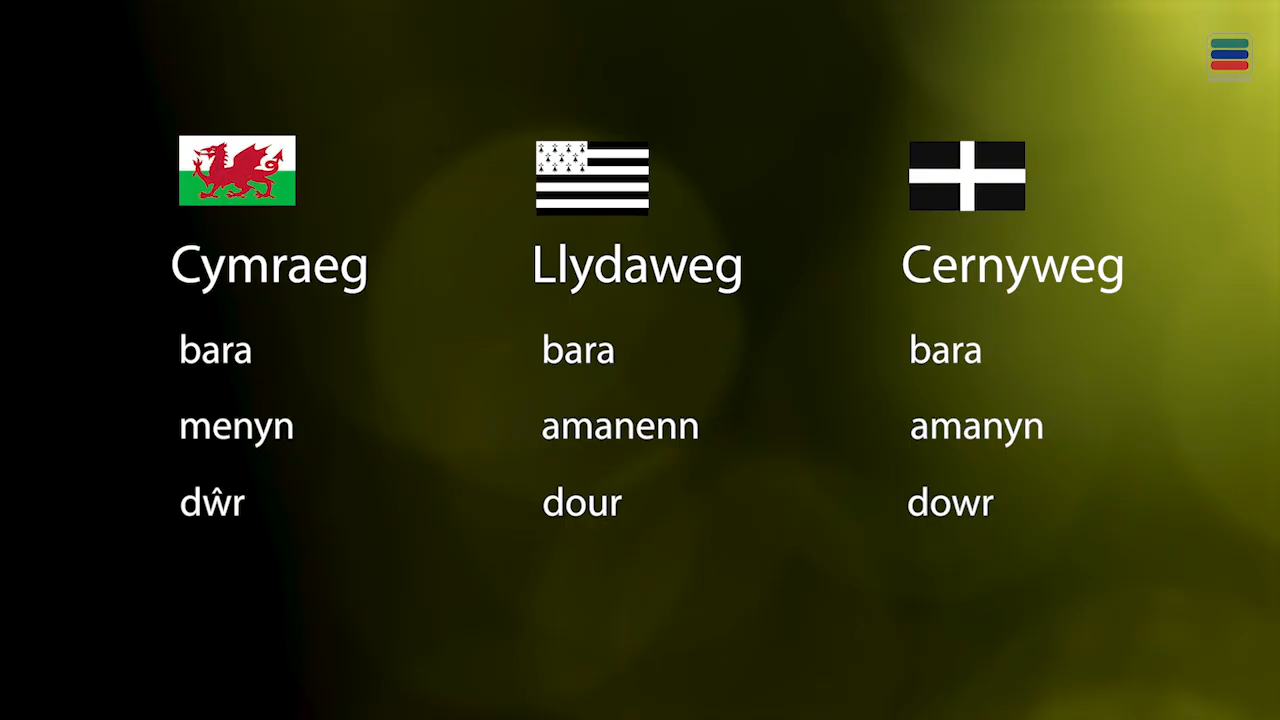 Cymraeg Llydaweg Cernyweg
bara bara bara
menyn amanenn amanyn
dŵr dour dowr